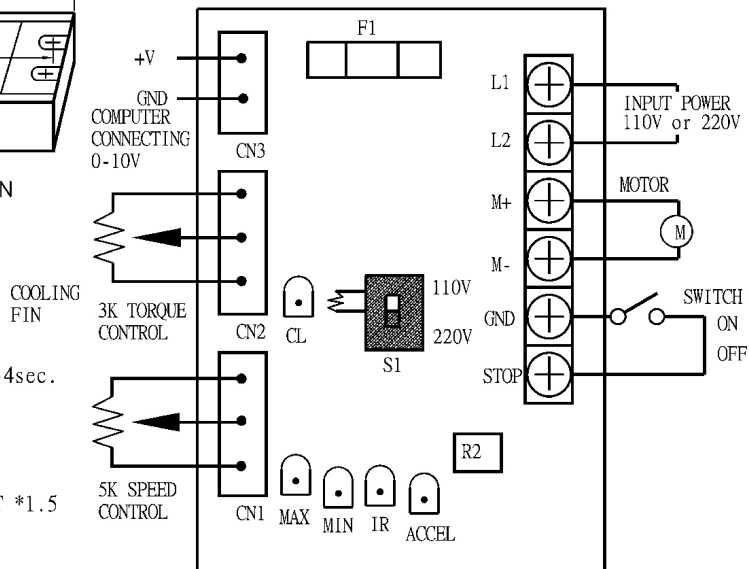 F1
+V
GND
COMPUTER
CONNECTING
0-10V
CN3
L1
L2
INPUT POWER
110V or 220V
N
M+
MOTOR
M
M-
COOLING
FIN
3K TORQUE
CONTROL
CN2
CL
110V
220V
S1
GND
SWITCH
ON
OFF
STOP
4sec.
*1.5
5K SPEED
CONTROL
CN1
MAX
MIN
IR
ACCEL
R2